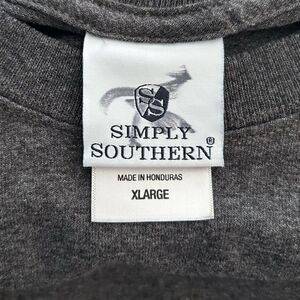 SS
SIMPLY
SOUTHERN®
MADE IN HONDURAS
XLARGE